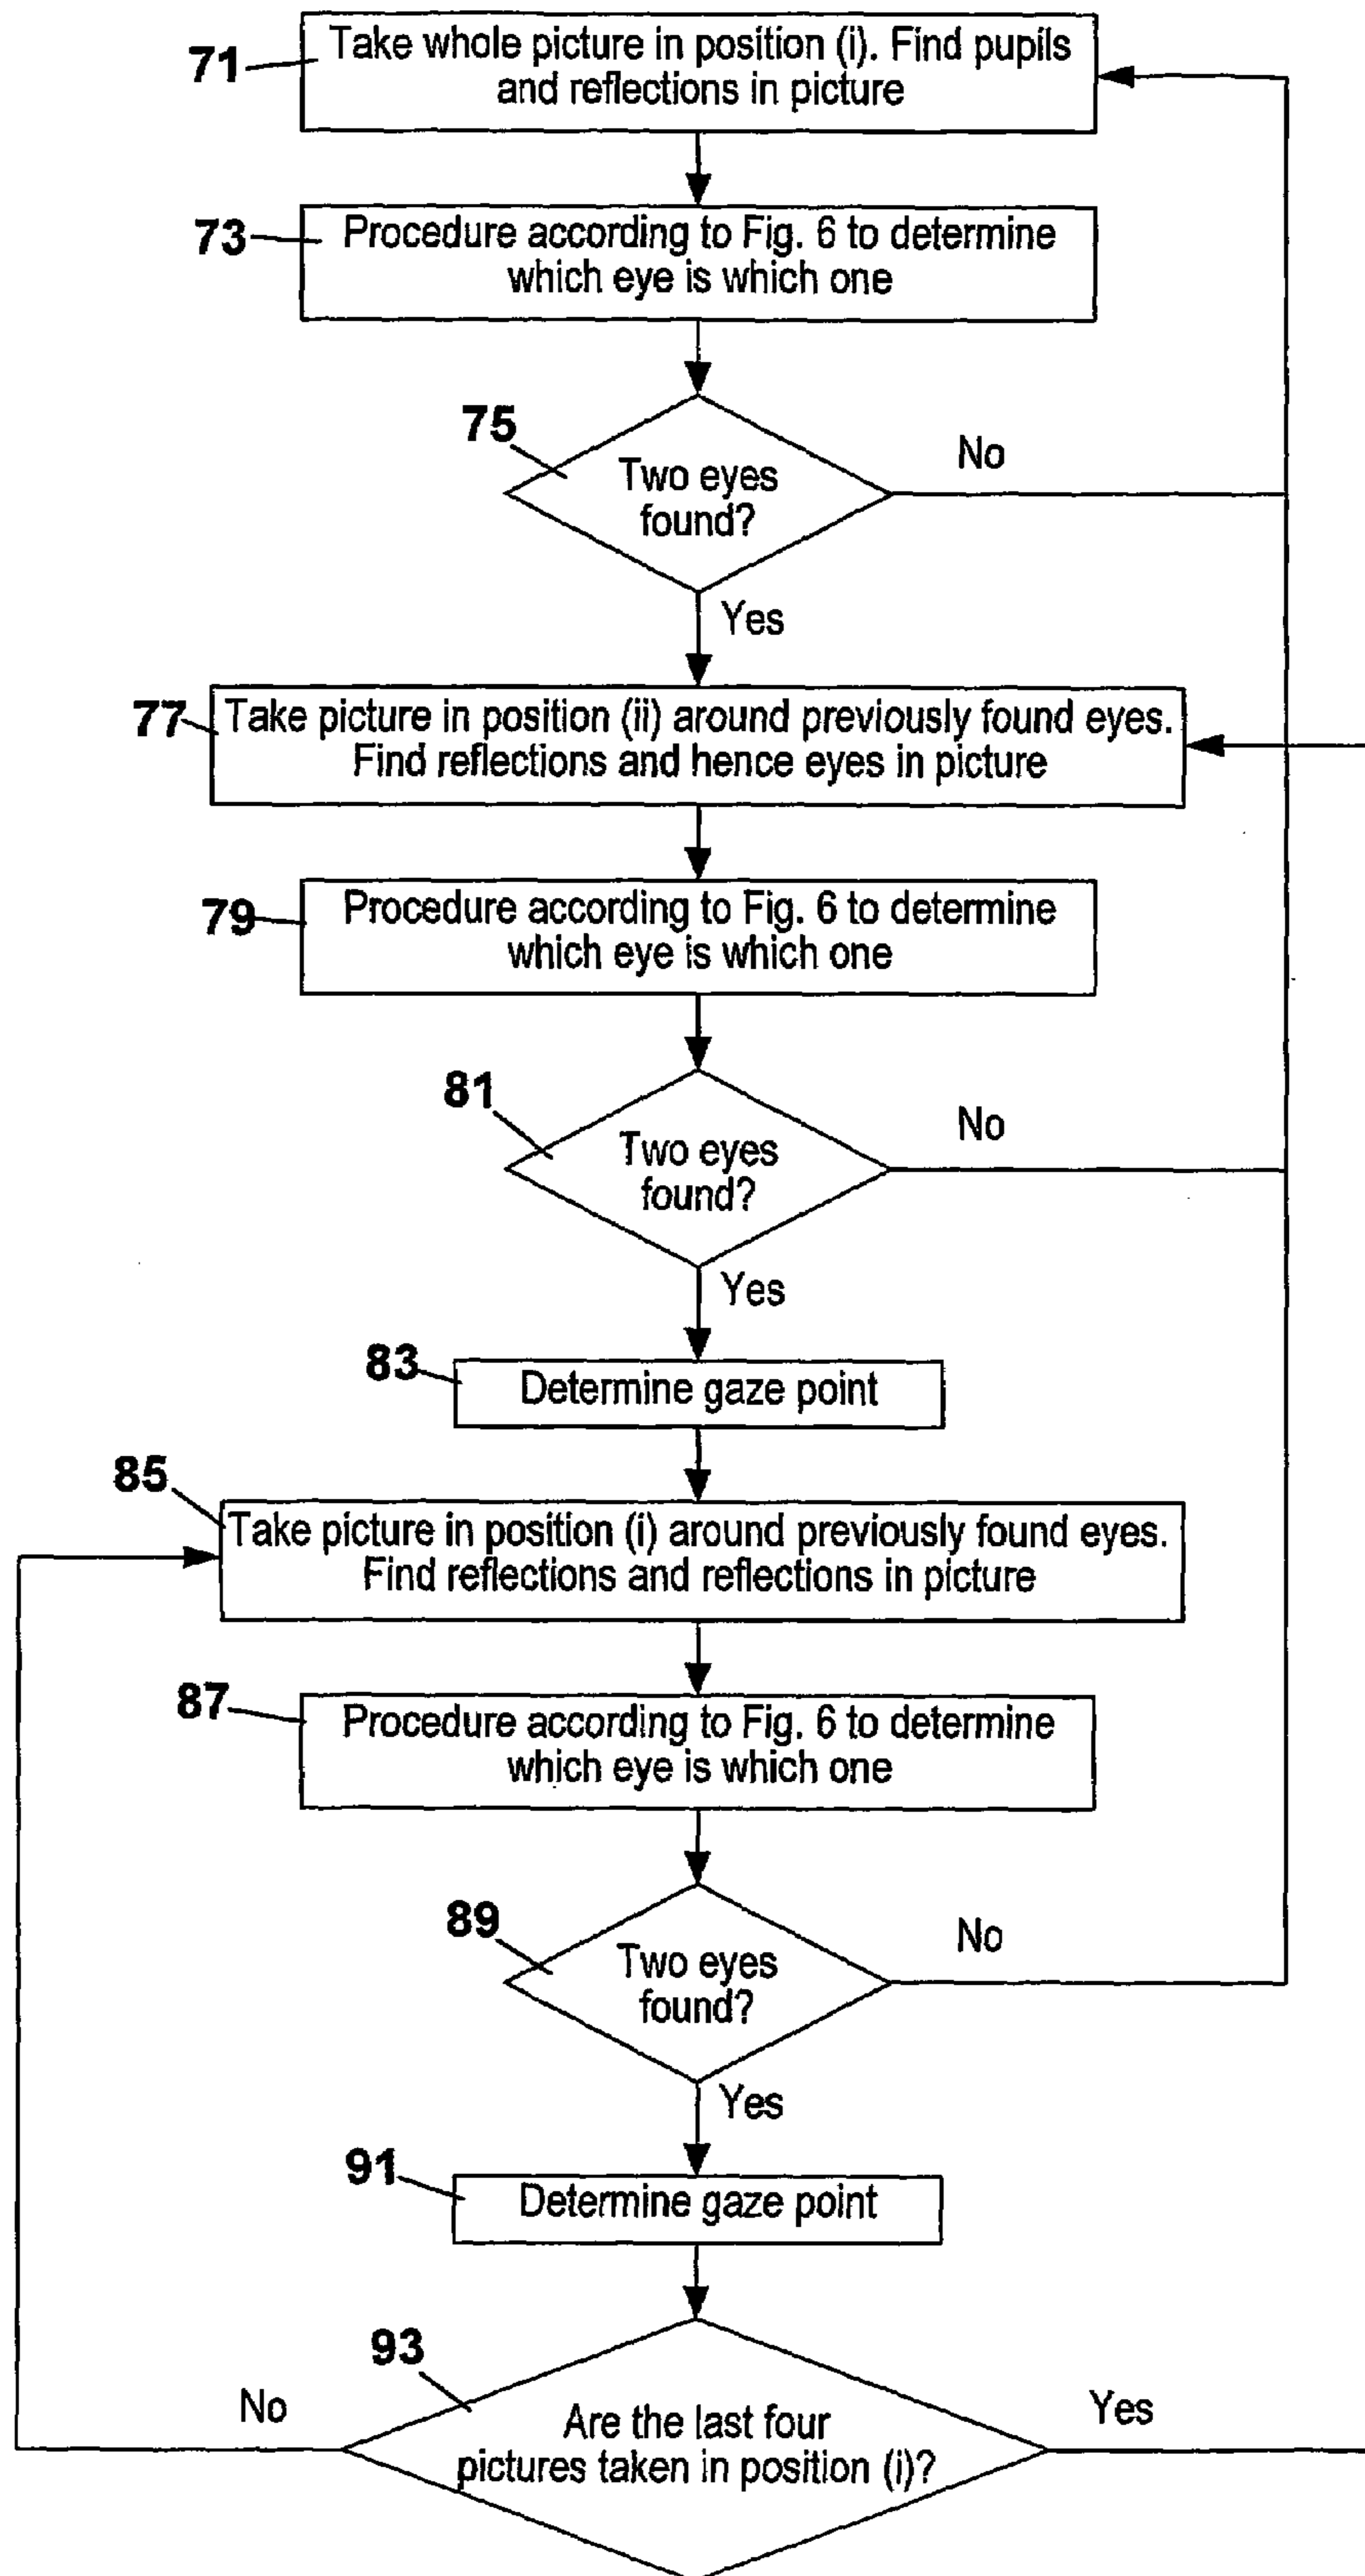 71
Take whole picture in position (i). Find pupils
and reflections in picture
73
Procedure according to Fig. 6 to determine
which eye is which one
75
Two eyes
found?
No
Yes
77
Take picture in position (ii) around previously found eyes.
Find reflections and hence eyes in picture
79
Procedure according to Fig. 6 to determine
which eye is which one
81
Two eyes
found?
No
Yes
83
Determine gaze point
85
Take picture in position (i) around previously found eyes.
Find reflections and reflections in picture
87
Procedure according to Fig. 6 to determine
which eye is which one
89
Two eyes
found?
No
Yes
91
Determine gaze point
93
No
Are the last four
pictures taken in position (i)?
Yes